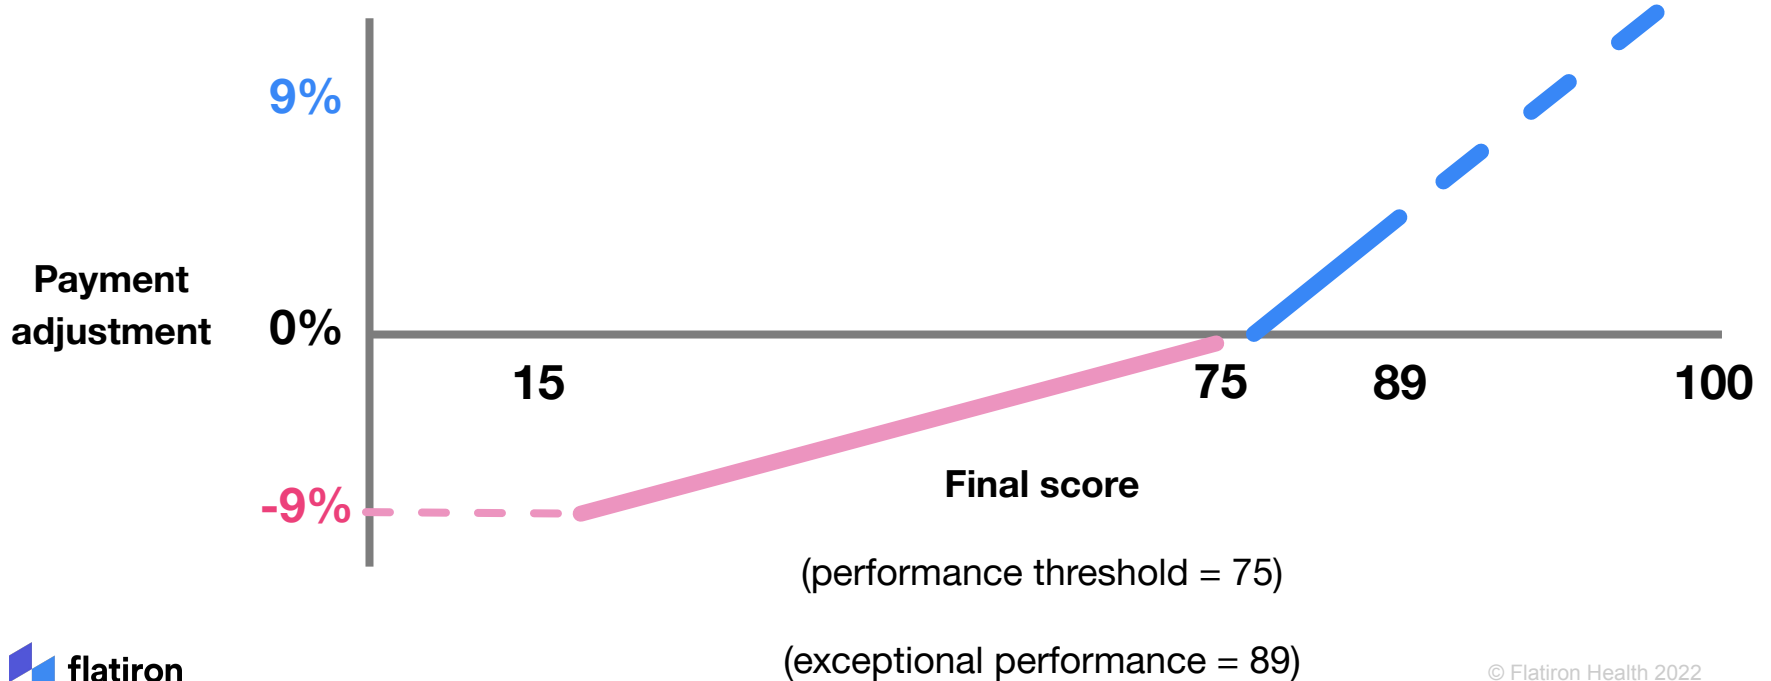 9%
Payment
adjustment
0%
15
75
89
100
-9%
Final score
(performance threshold = 75)
(exceptional performance = 89)
flatiron
© Flatiron Health 2022